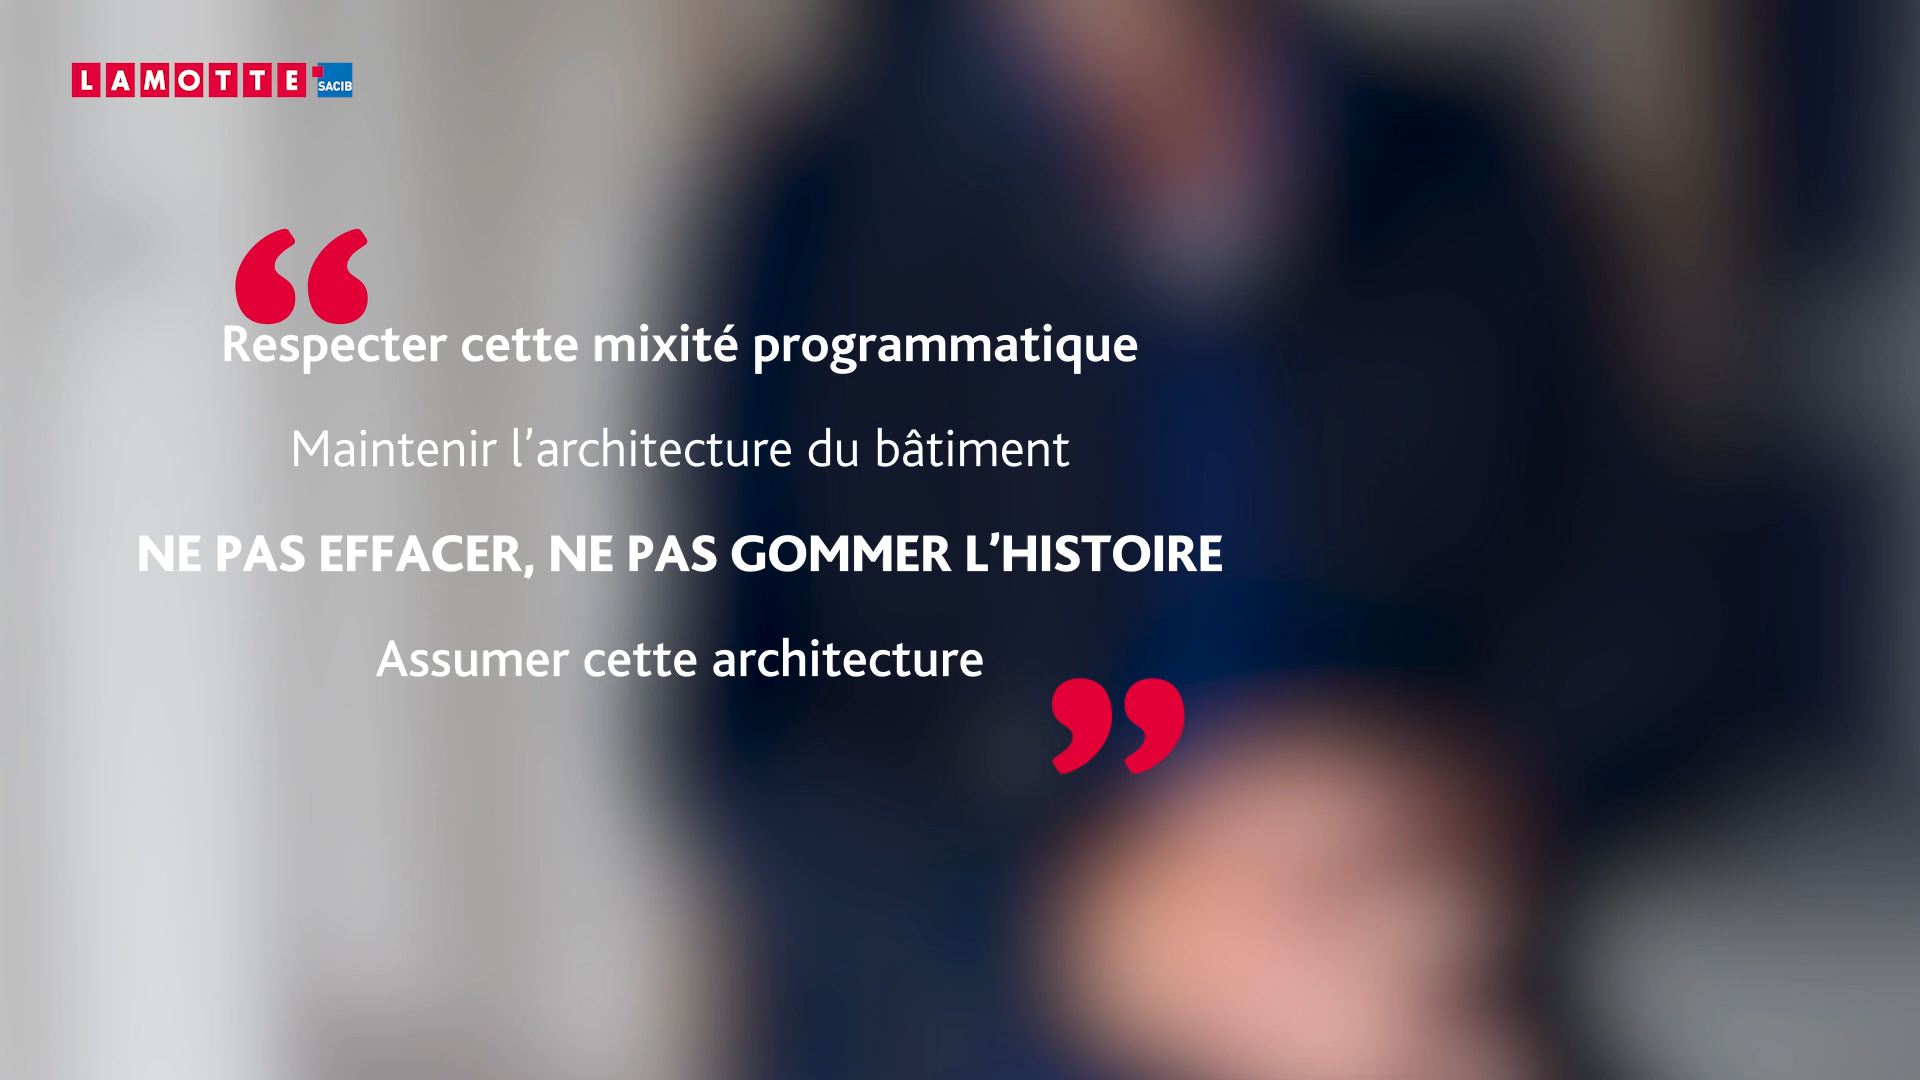 LAMOTTE SACIB
Respecter cette mixité programmatique
Maintenir l’architecture du bâtiment
NE PAS EFFACER, NE PAS GOMMER L’HISTOIRE
Assumer cette architecture